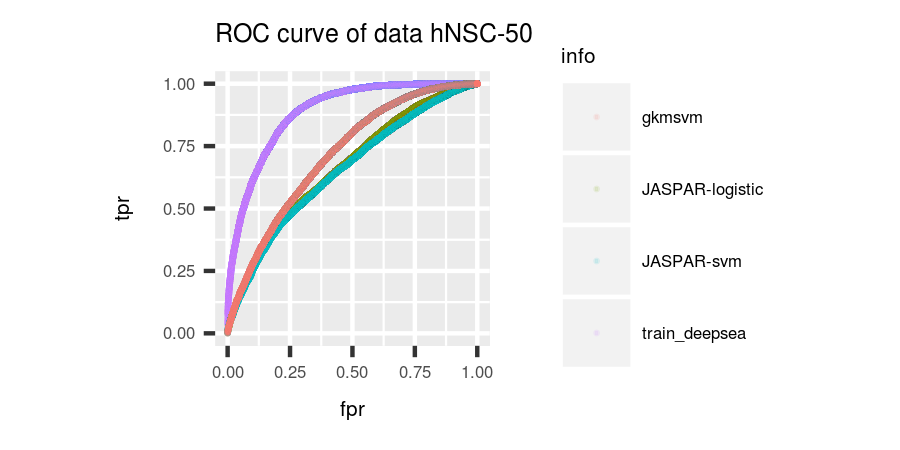 ROC curve of data hNSC-50
info
1.00
0.75
0.50
0.25
0.00
tpr
0.00 0.25 0.50 0.75 1.00
fpr
gkmsvm
JASPAR-logistic
JASPAR-svm
train_deepsea